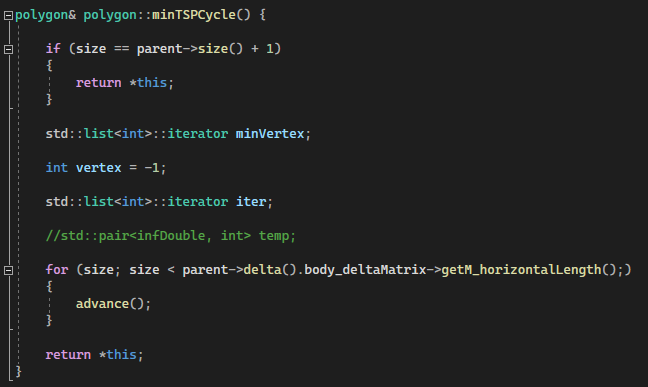 polygon& polygon::minTSPCycle() {
if (size == parent->size() + 1)
{
return *this;
}
std::list<int>::iterator minVertex;
int vertex = -1;
std::list<int>::iterator iter;
//std::pair<infDouble, int> temp;
for (size; size < parent->delta().body_deltaMatrix->getM_horizontalLength();)
{
advance();
}
return *this;
}